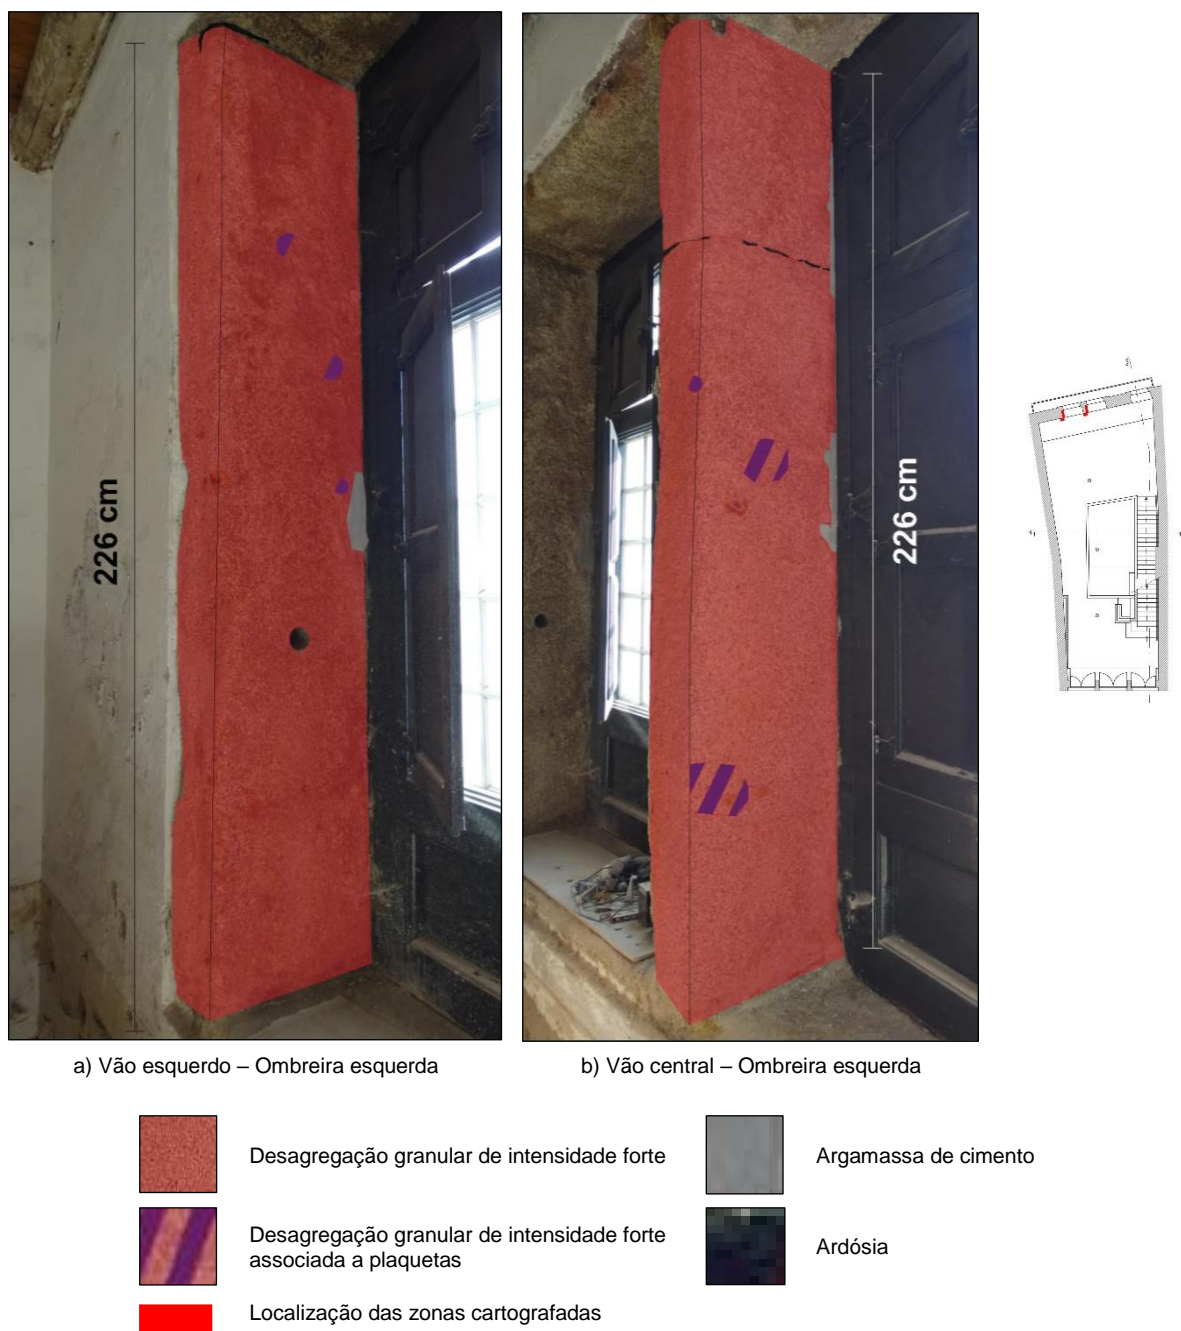 226 cm
226 cm
a) Vão esquerdo – Ombreira esquerda
b) Vão central – Ombreira esquerda
Desagregação granular de intensidade forte
Argamassa de cimento
Desagregação granular de intensidade forte
associada a plaquetas
Ardósia
Localização das zonas cartografadas